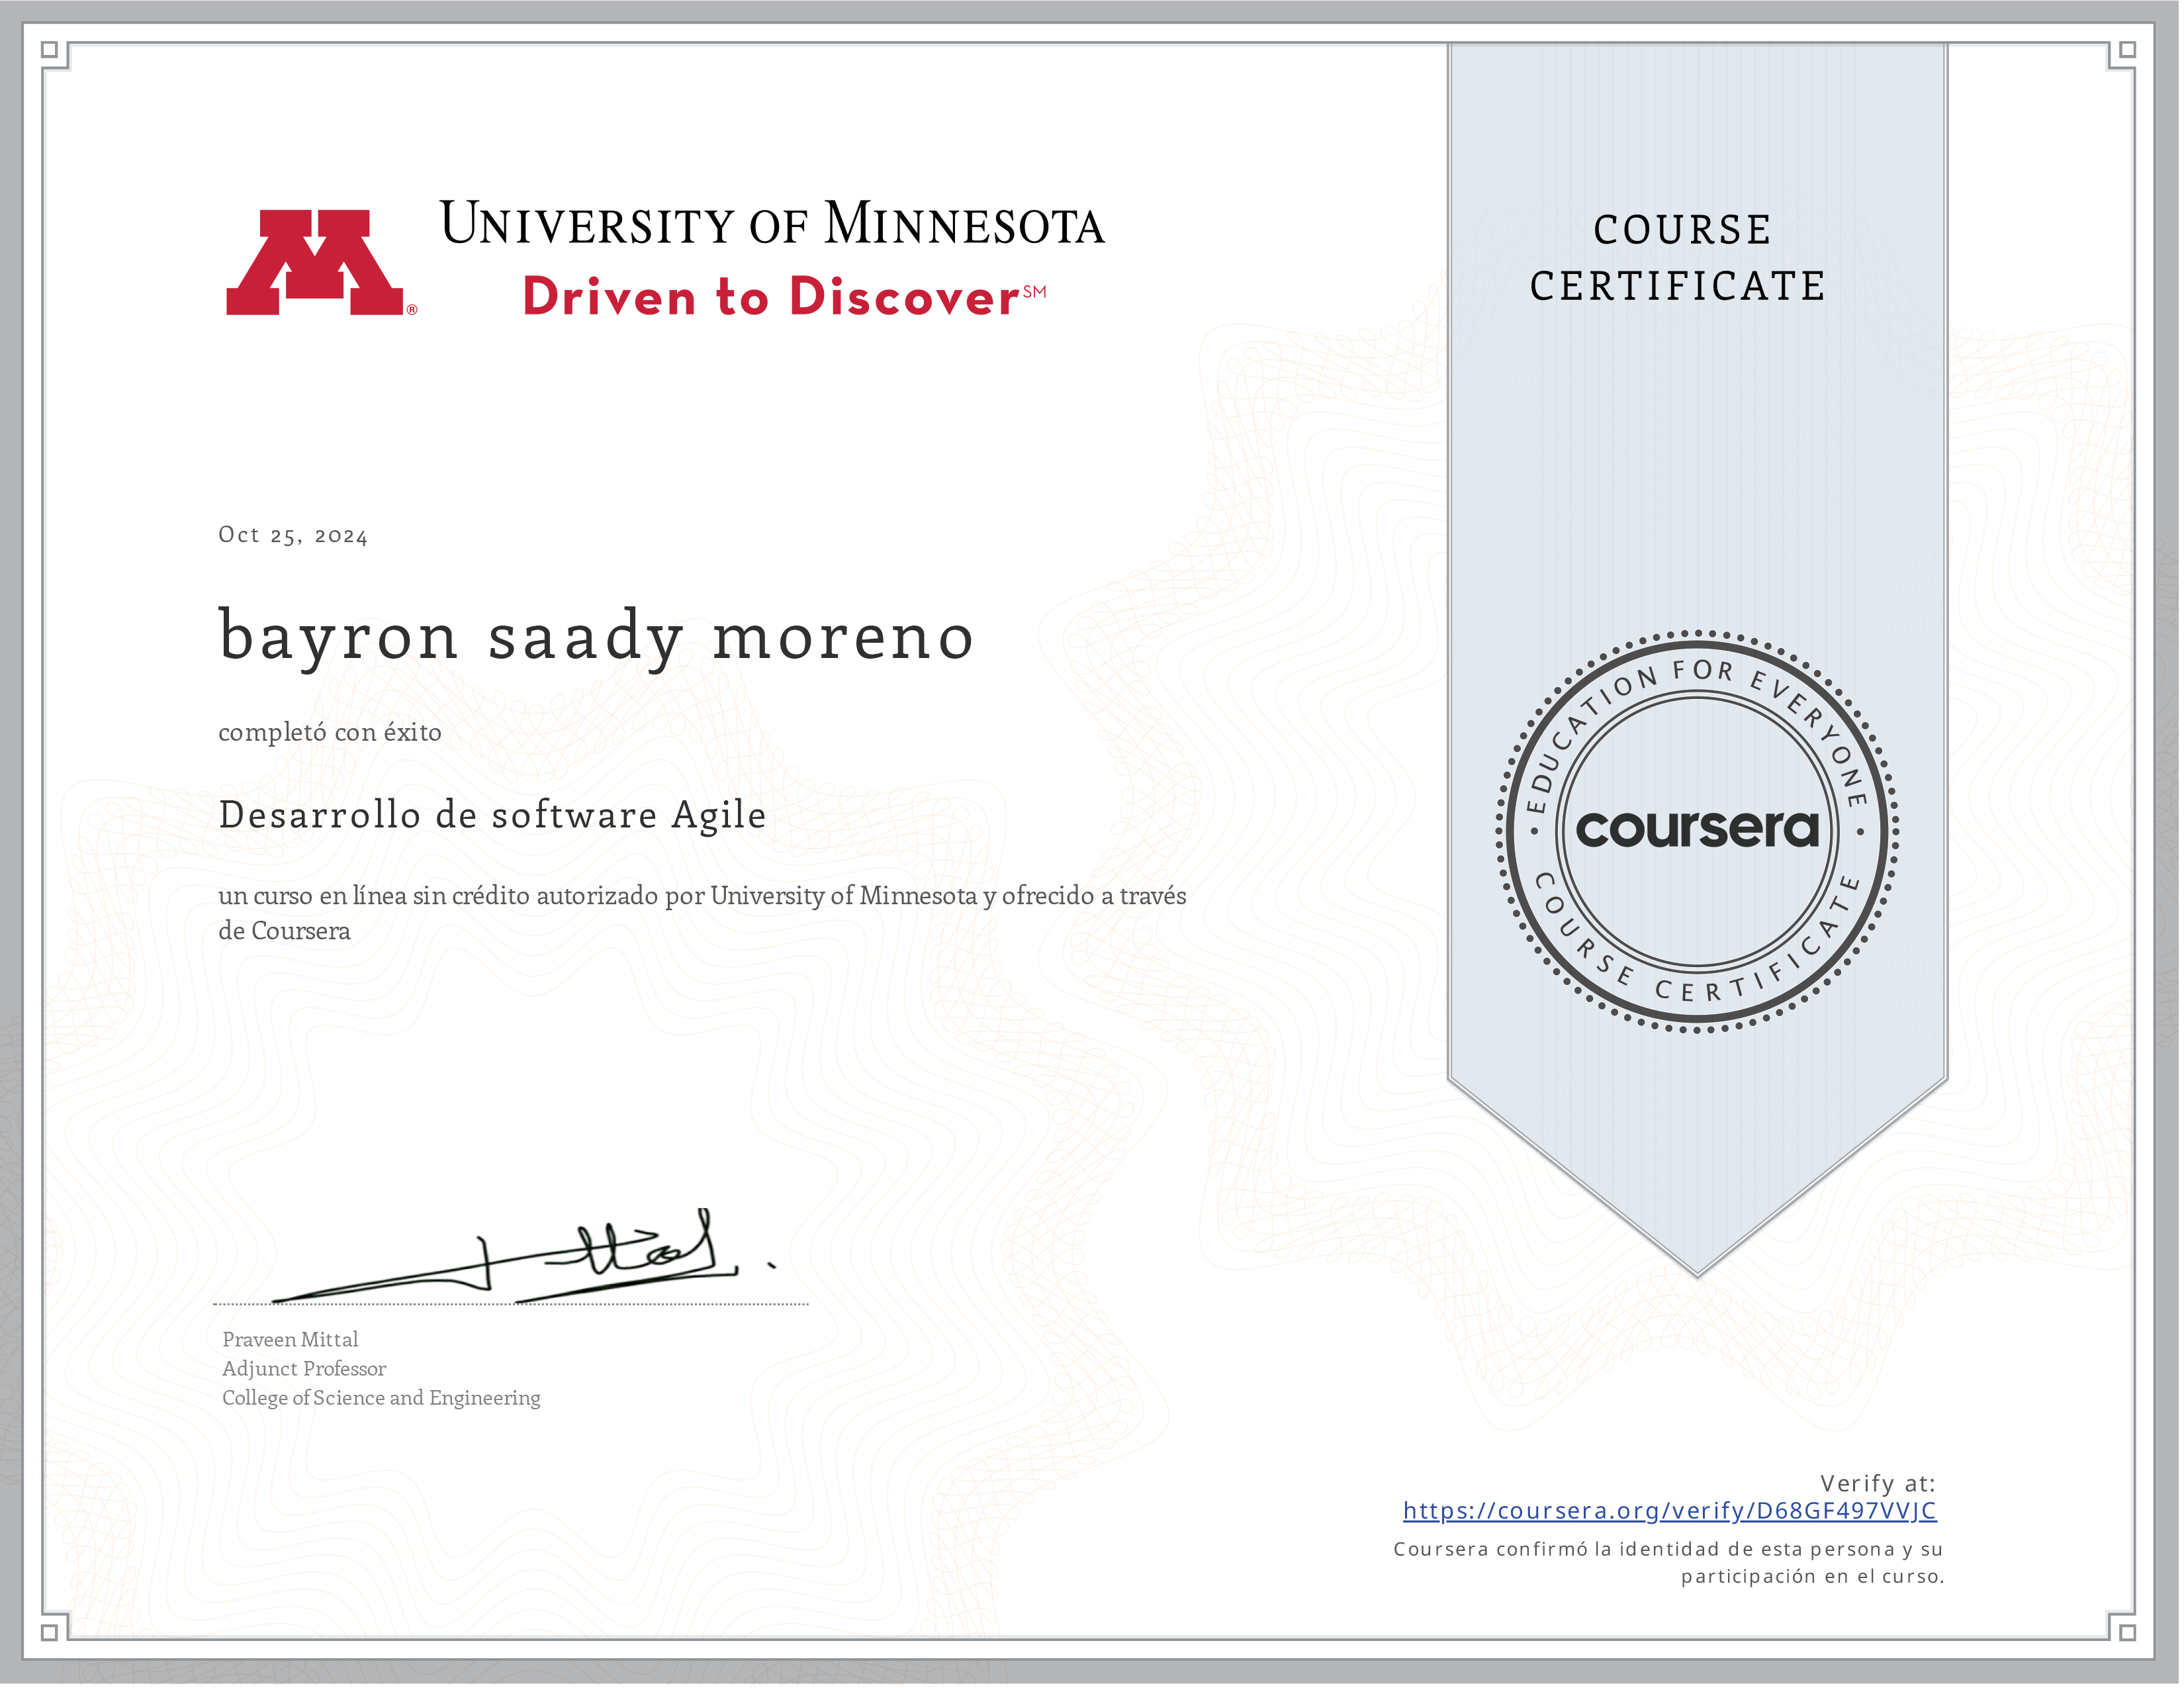 UNIVERSITY OF MINNESOTA
Driven to Discover℠
®
COURSE
CERTIFICATE
Oct 25, 2024
bayron saady moreno
completó con éxito
Desarrollo de software Agile
un curso en línea sin crédito autorizado por University of Minnesota y ofrecido a través
de Coursera
EDUCATION FOR EVERYONE
coursera
COURSE CERTIFICATE
Praveen Mittal
Adjunct Professor
College of Science and Engineering
Verify at:
https://coursera.org/verify/D68GF497VVJC
Coursera confirmó la identidad de esta persona y su
participación en el curso.